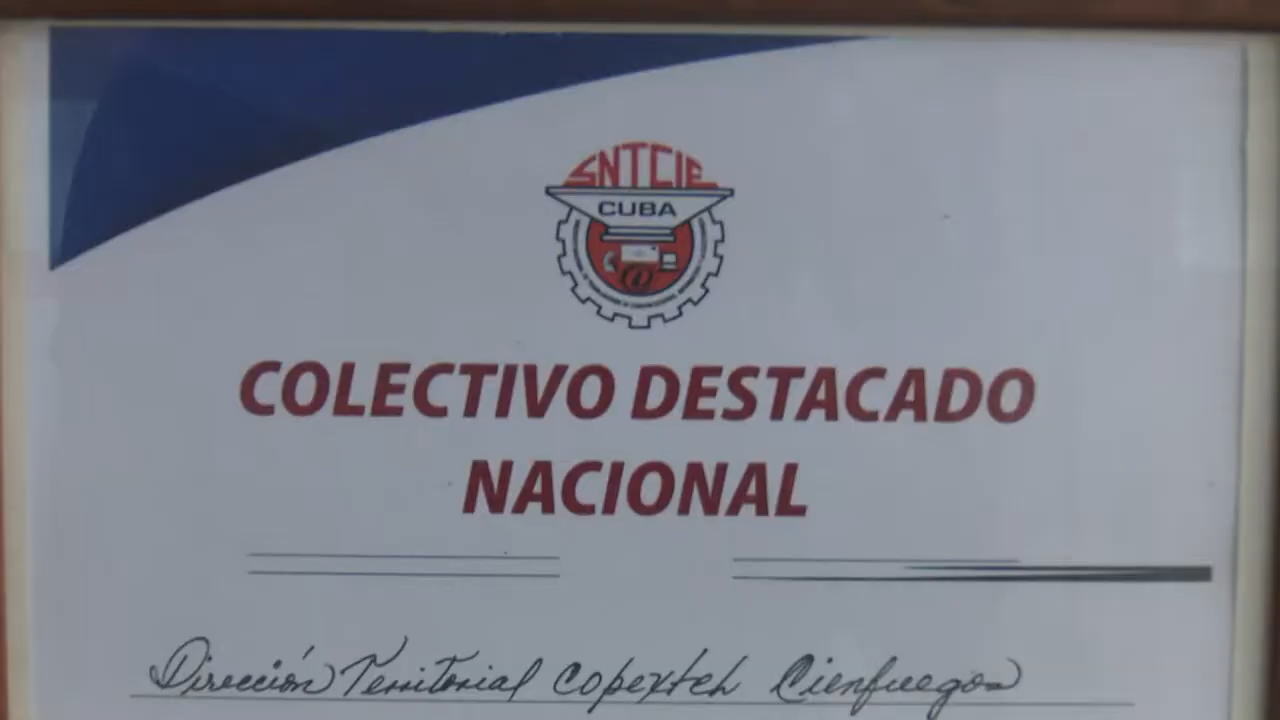 SNTCIE
CUBA
@
COLECTIVO DESTACADO
NACIONAL
Dirección Territorial Copextel Cienfuegos